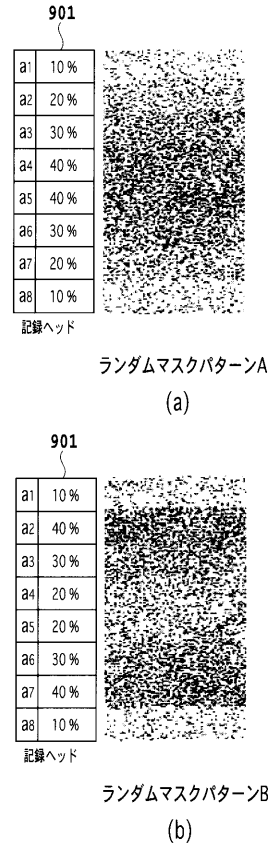 901
a1 10%
a2 20%
a3 30%
a4 40%
a5 40%
a6 30%
a7 20%
a8 10%
記録ヘッド
ランダムマスクパターンA
(a)
901
a1 10%
a2 40%
a3 30%
a4 20%
a5 20%
a6 30%
a7 40%
a8 10%
記録ヘッド
ランダムマスクパターンB
(b)